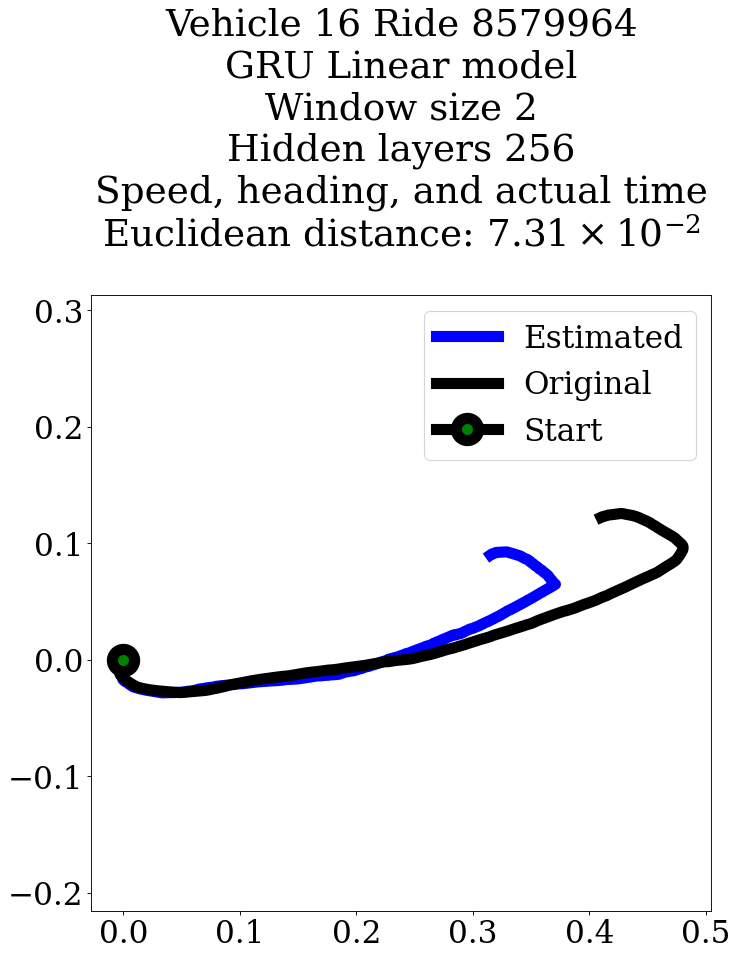 Vehicle 16 Ride 8579964
GRU Linear model
Window size 2
Hidden layers 256
Speed, heading, and actual time
Euclidean distance: 7.31 × 10⁻²
Estimated
Original
Start
0.3
0.2
0.1
0.0
−0.1
−0.2
0.0 0.1 0.2 0.3 0.4 0.5